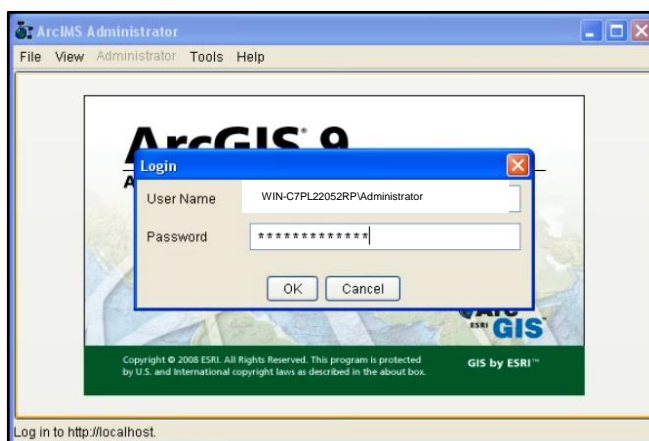 ArcIMS Administrator
File View Administrator Tools Help
ArcGIS 9
Login
User Name WIN-C7PL22052RP\Administrator
Password *************
OK Cancel
ESRI GIS
Copyright © 2008 ESRI. All Rights Reserved. This program is protected
by U.S. and International copyright laws as described in the about box.
GIS by ESRI™
Log in to http://localhost.